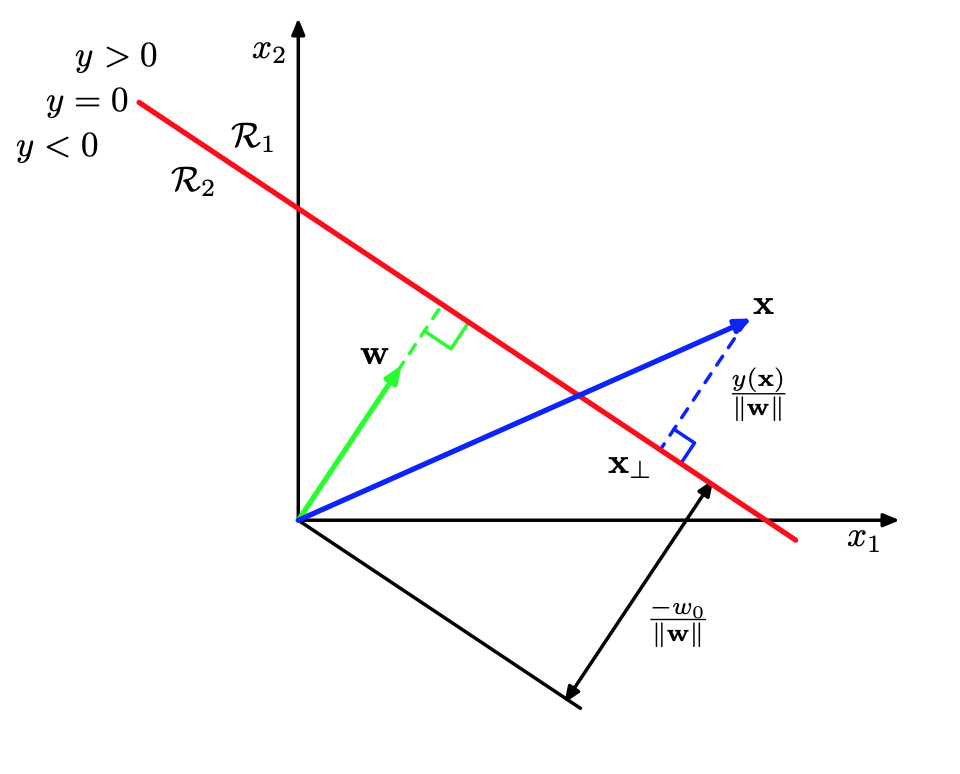 y > 0
x₂
y = 0
y < 0
ℛ₁
ℛ₂
x
w
y(x)
‖w‖
x⊥
x₁
−w₀
‖w‖